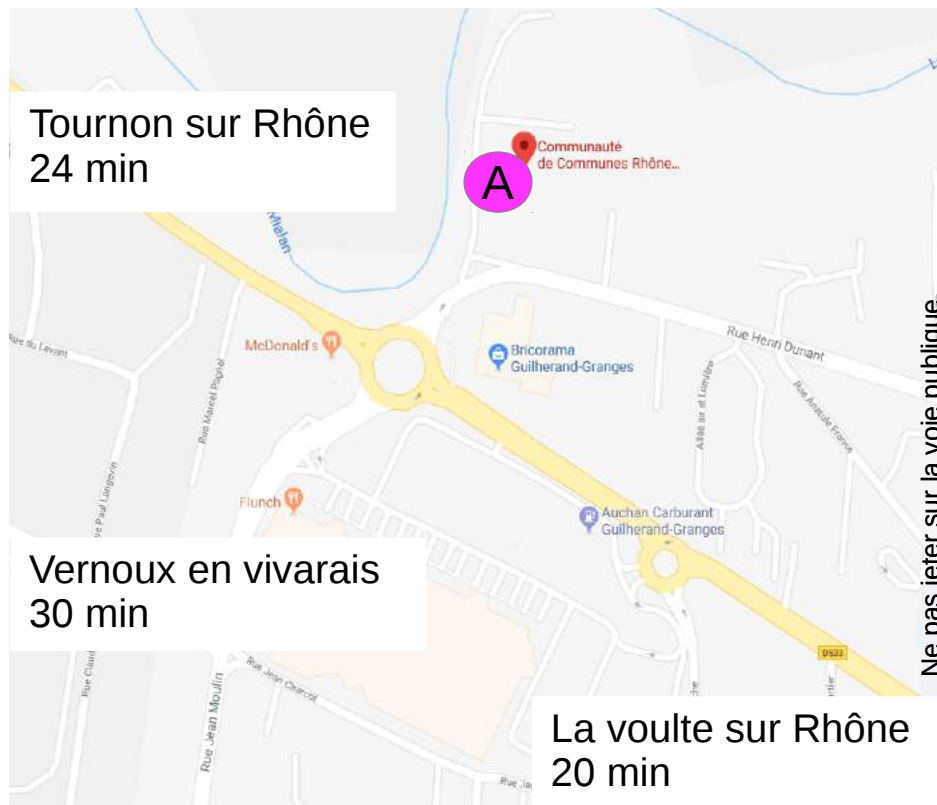 Tournon sur Rhône
24 min
Communauté
de Communes Rhône...
A
Mialan
McDonald's
Bricorama
Guilherand-Granges
Rue Henri Dunant
Rue du Levant
Rue Marcel Pagnol
Allée air et Lumière
Rue Anatole France
Ne pas jeter sur la voie publique
Rue Paul Langevin
Flunch
Auchan Carburant
Guilherand-Granges
Vernoux en vivarais
30 min
D533
Rue Claud
Rue Jean Moulin
Rue Jean Charcot
La voulte sur Rhône
20 min